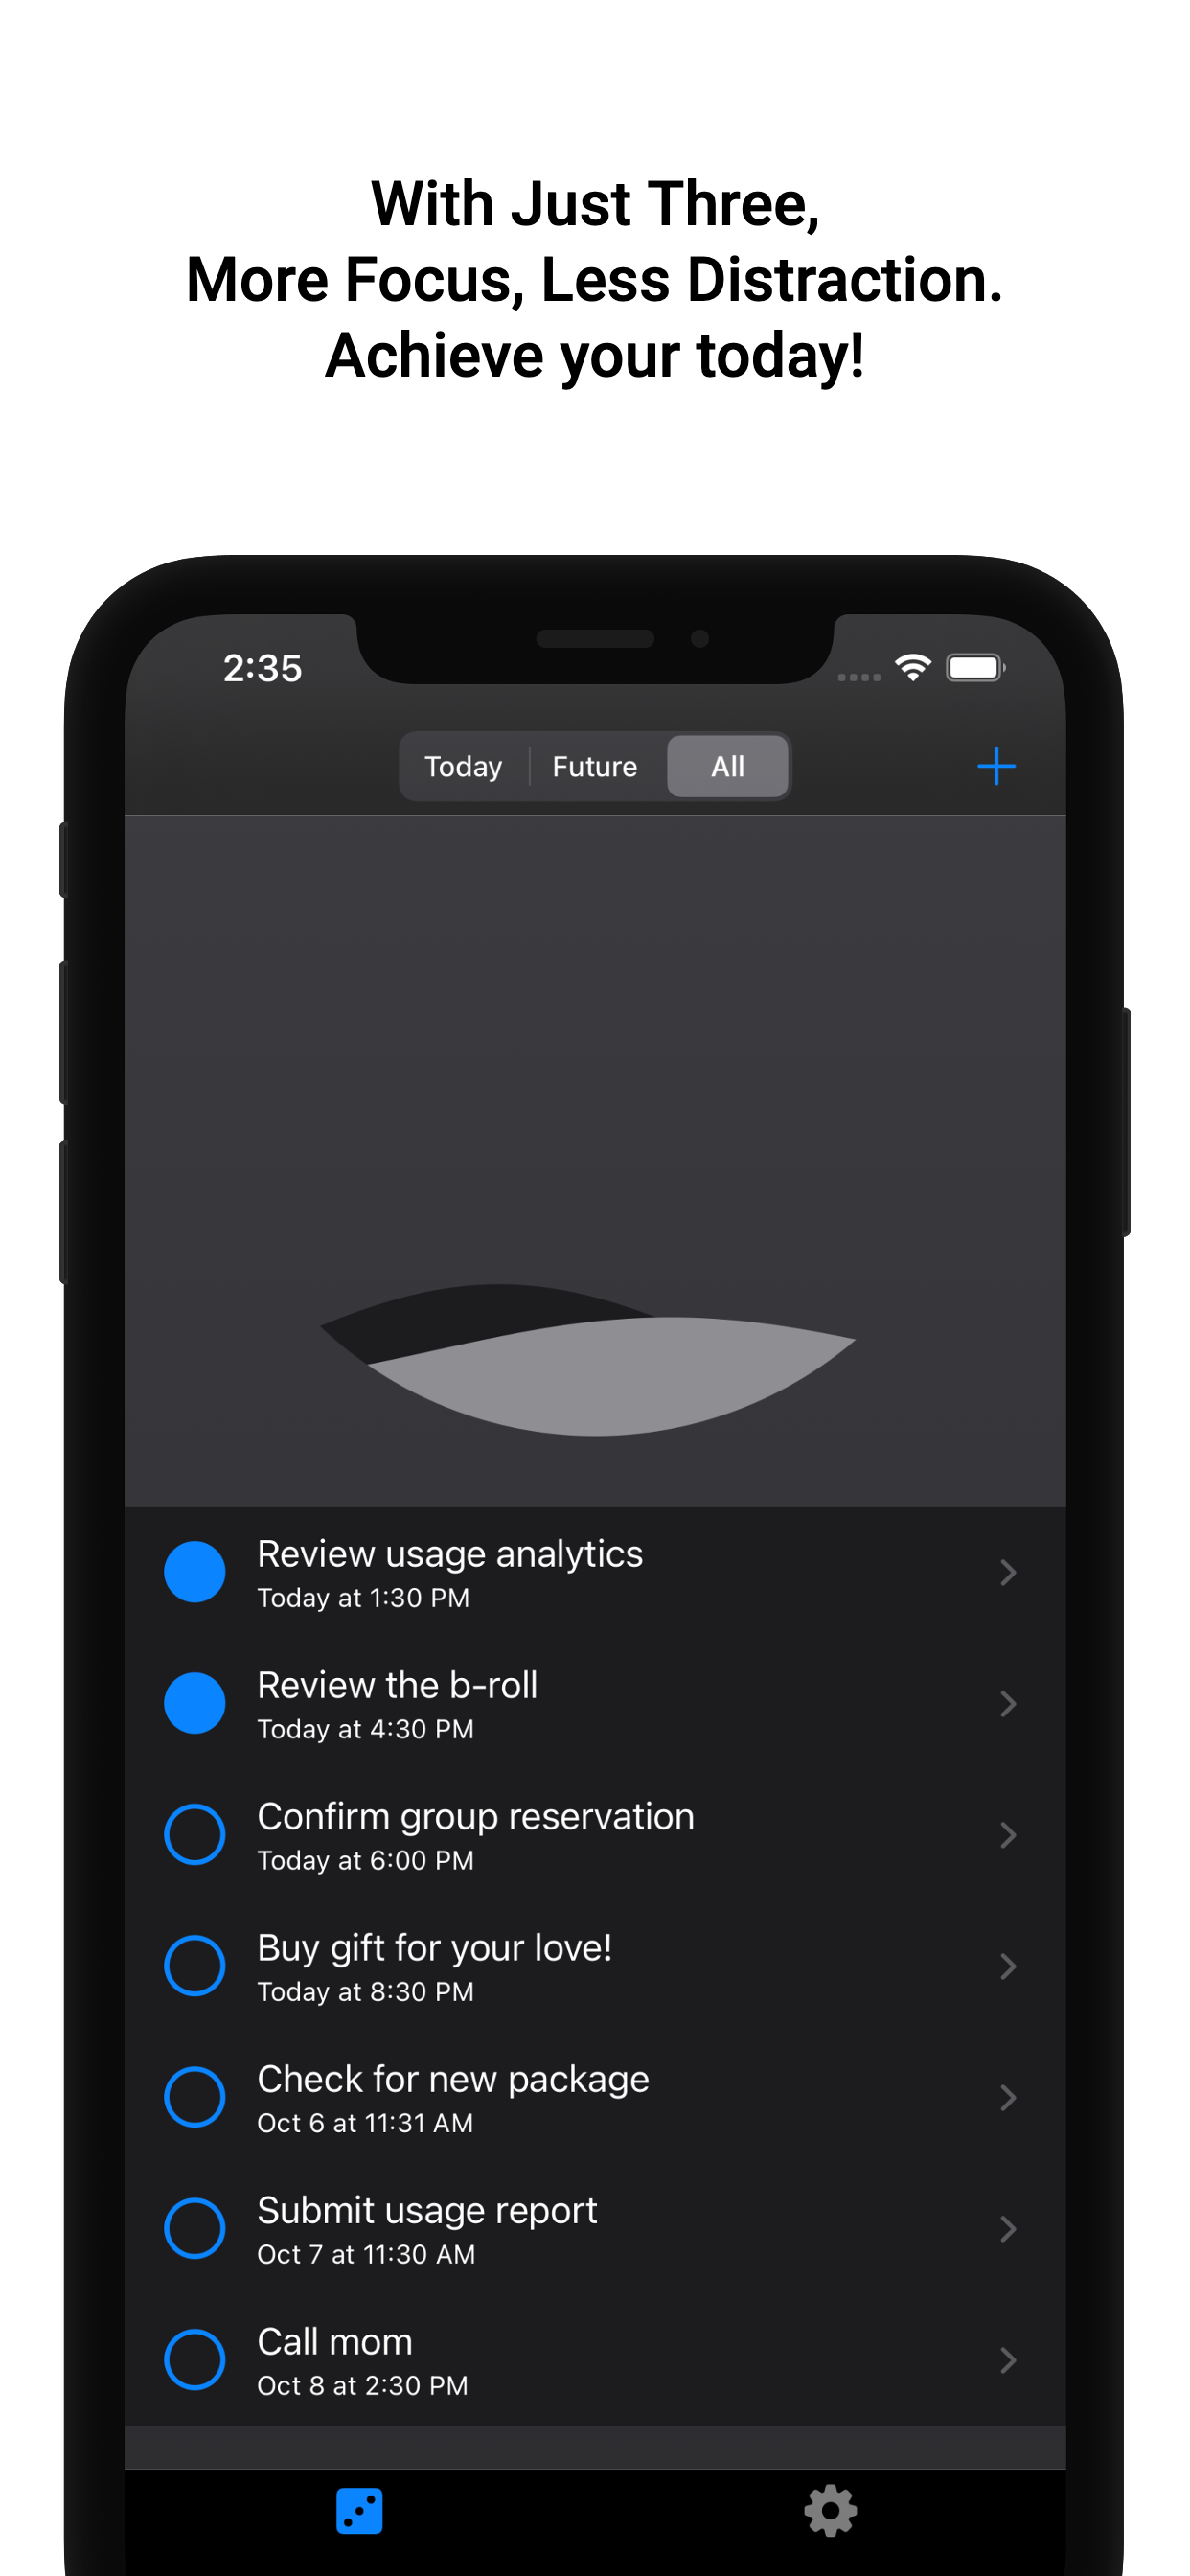 With Just Three,
More Focus, Less Distraction.
Achieve your today!
2:35
Today Future All
Review usage analytics
Today at 1:30 PM
Review the b-roll
Today at 4:30 PM
Confirm group reservation
Today at 6:00 PM
Buy gift for your love!
Today at 8:30 PM
Check for new package
Oct 6 at 11:31 AM
Submit usage report
Oct 7 at 11:30 AM
Call mom
Oct 8 at 2:30 PM